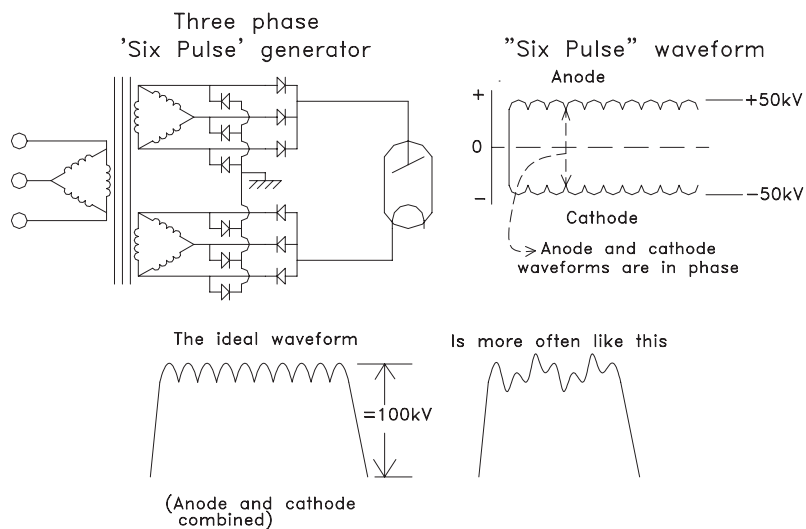 Three phase
'Six Pulse' generator
"Six Pulse" waveform
Anode
+
+50kV
0
-
-50kV
Cathode
Anode and cathode
waveforms are in phase
The ideal waveform
Is more often like this
=100kV
(Anode and cathode
combined)